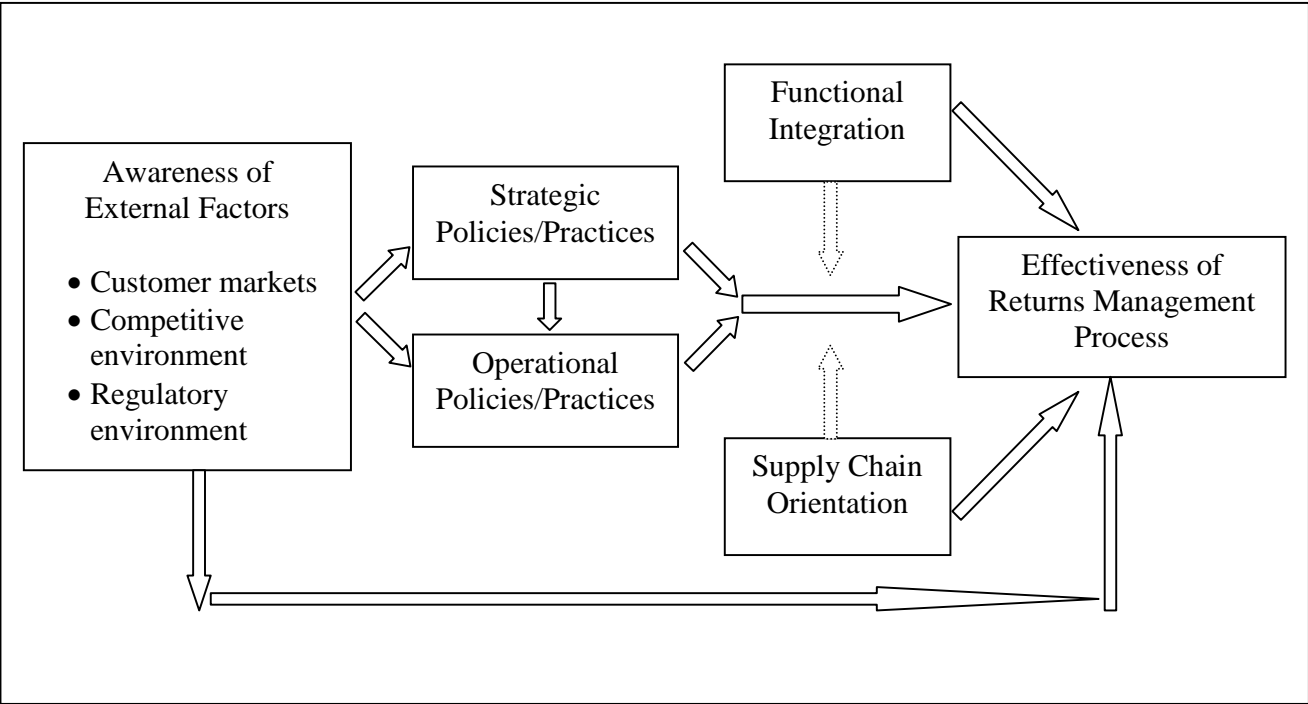 Awareness of
External Factors
• Customer markets
• Competitive
environment
• Regulatory
environment
Strategic
Policies/Practices
Operational
Policies/Practices
Functional
Integration
Supply Chain
Orientation
Effectiveness of
Returns Management
Process